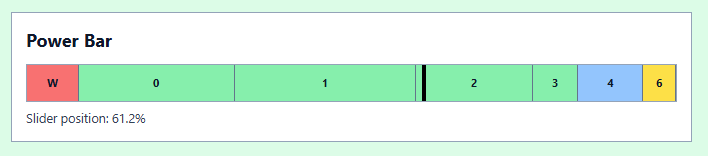 Power Bar
W 0 1 2 3 4 6
Slider position: 61.2%